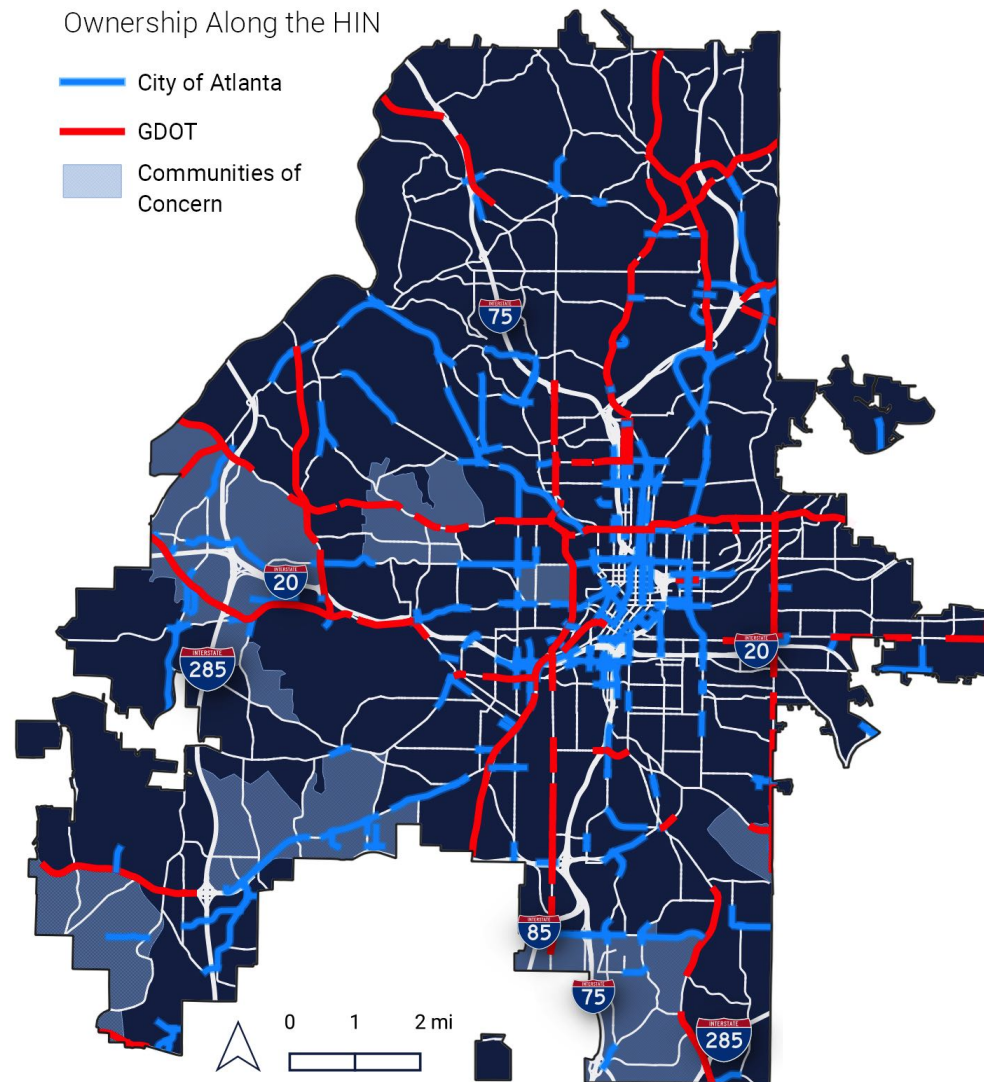 Ownership Along the HIN
City of Atlanta
GDOT
Communities of
Concern
INTERSTATE
75
INTERSTATE
20
INTERSTATE
285
INTERSTATE
20
INTERSTATE
85
INTERSTATE
75
INTERSTATE
285
0 1 2 mi